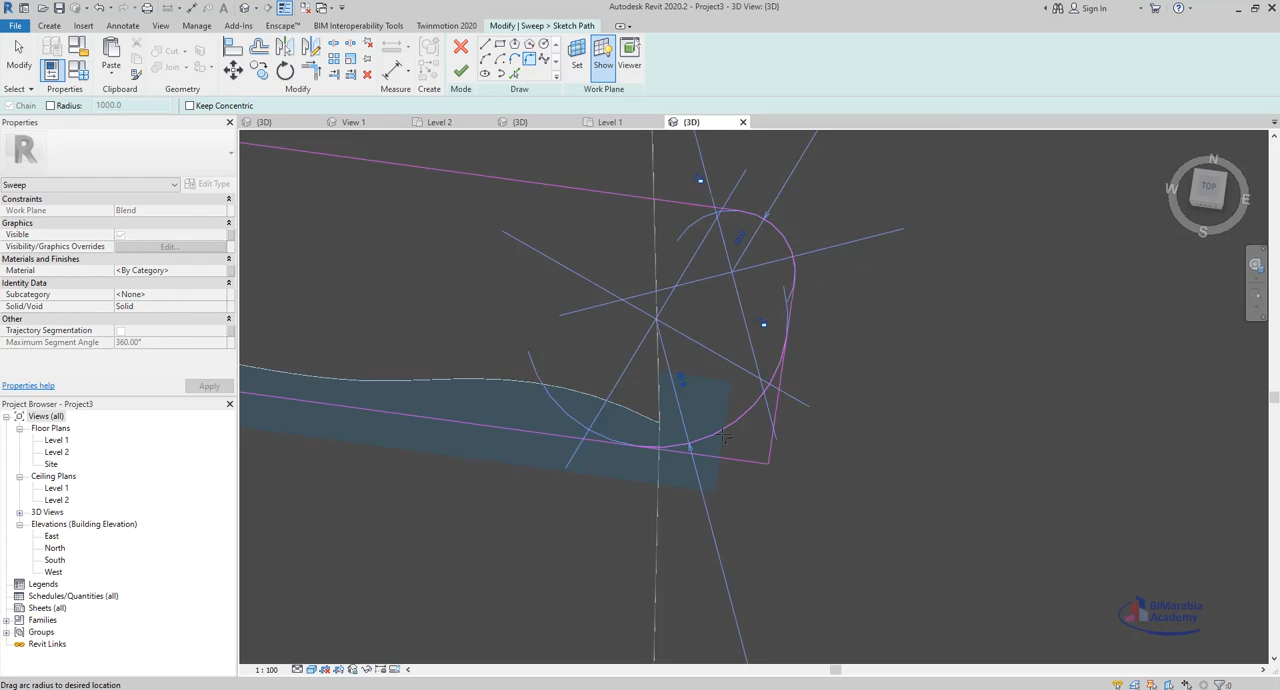 Autodesk Revit 2020.2 - Project3 - 3D View: {3D}
Sign In
File Create Insert Annotate View Manage Add-Ins Enscape™ BIM Interoperability Tools Twinmotion 2020 Modify | Sweep > Sketch Path
Modify Paste Cut Join Set Show Viewer
Select Properties Clipboard Geometry Modify Measure Create Mode Draw Work Plane
Chain Radius: 1000.0 Keep Concentric
Properties
{3D} View 1 Level 2 {3D} Level 1 {3D}
Sweep Edit Type
Constraints
Work Plane Blend
Graphics
Visible
Visibility/Graphics Overrides Edit...
Materials and Finishes
Material <By Category>
Identity Data
Subcategory <None>
Solid/Void Solid
Other
Trajectory Segmentation
Maximum Segment Angle 360.00°
Properties help Apply
Project Browser - Project3
Views (all)
Floor Plans
Level 1
Level 2
Site
Ceiling Plans
Level 1
Level 2
3D Views
Elevations (Building Elevation)
East
North
South
West
Legends
Schedules/Quantities (all)
Sheets (all)
Families
Groups
Revit Links
N
W TOP E
S
BIMarabia
Academy
1 : 100
Drag arc radius to desired location
:0